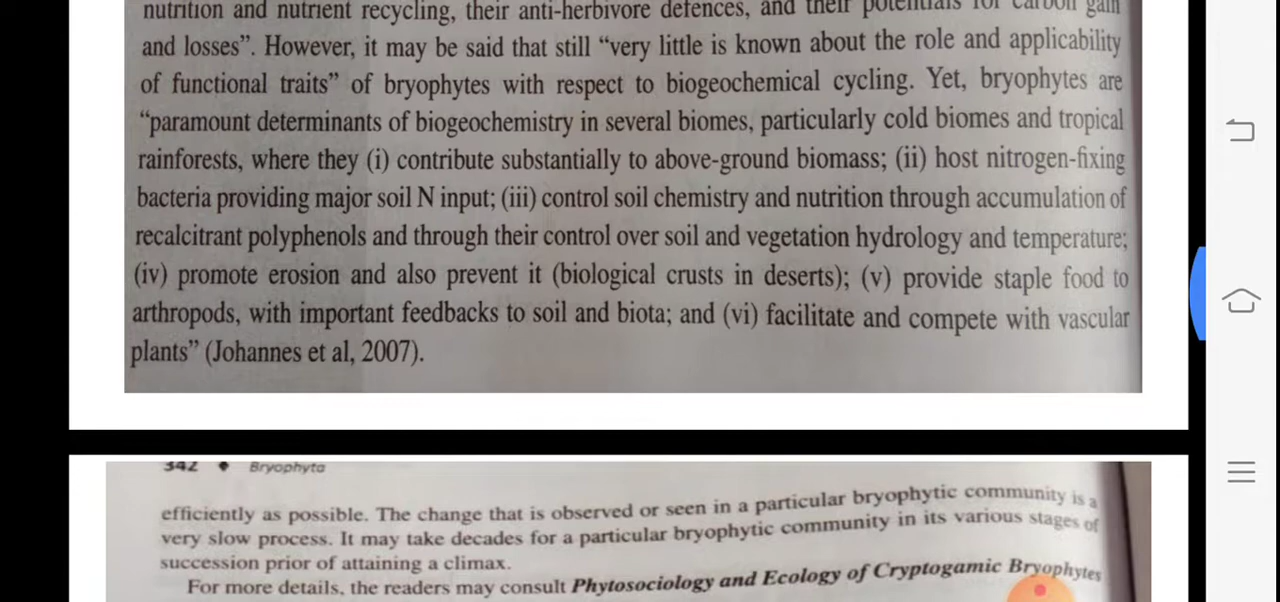 nutrition and nutrient recycling, their anti-herbivore defences, and their potentials for carbon gain
and losses”. However, it may be said that still “very little is known about the role and applicability
of functional traits” of bryophytes with respect to biogeochemical cycling. Yet, bryophytes are
“paramount determinants of biogeochemistry in several biomes, particularly cold biomes and tropical
rainforests, where they (i) contribute substantially to above-ground biomass; (ii) host nitrogen-fixing
bacteria providing major soil N input; (iii) control soil chemistry and nutrition through accumulation of
recalcitrant polyphenols and through their control over soil and vegetation hydrology and temperature;
(iv) promote erosion and also prevent it (biological crusts in deserts); (v) provide staple food to
arthropods, with important feedbacks to soil and biota; and (vi) facilitate and compete with vascular
plants” (Johannes et al, 2007).
342 ♦ Bryophyta
efficiently as possible. The change that is observed or seen in a particular bryophytic community is a
very slow process. It may take decades for a particular bryophytic community in its various stages of
succession prior of attaining a climax.
For more details, the readers may consult Phytosociology and Ecology of Cryptogamic Bryophytes